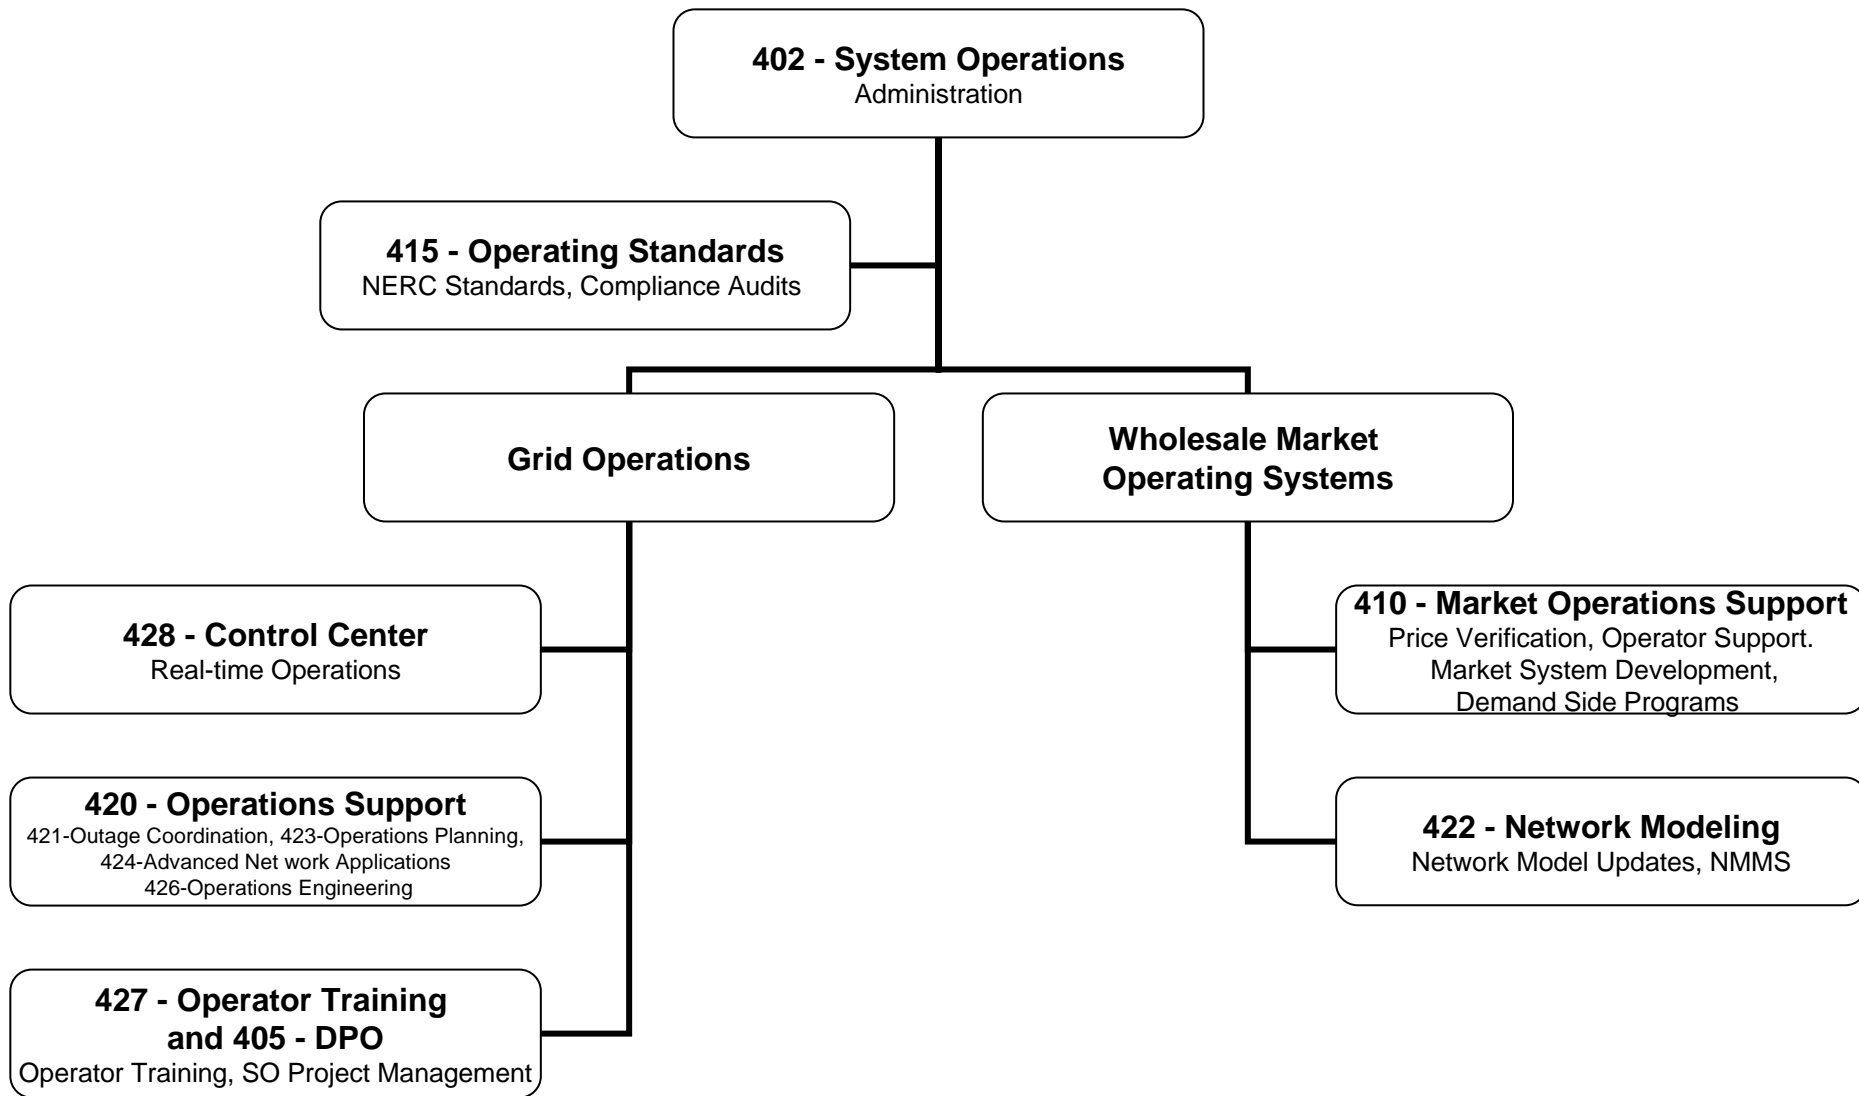 402 - System Operations
Administration
415 - Operating Standards
NERC Standards, Compliance Audits
Grid Operations
Wholesale Market
Operating Systems
428 - Control Center
Real-time Operations
410 - Market Operations Support
Price Verification, Operator Support.
Market System Development,
Demand Side Programs
420 - Operations Support
421-Outage Coordination, 423-Operations Planning,
424-Advanced Net work Applications
426-Operations Engineering
422 - Network Modeling
Network Model Updates, NMMS
427 - Operator Training
and 405 - DPO
Operator Training, SO Project Management